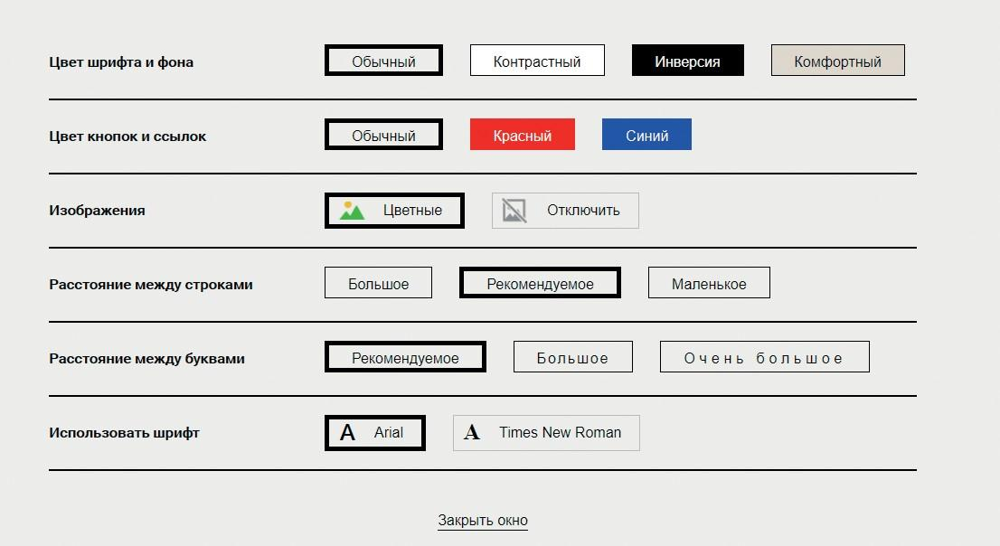 Цвет шрифта и фона Обычный Контрастный Инверсия Комфортный
Цвет кнопок и ссылок Обычный Красный Синий
Изображения Цветные Отключить
Расстояние между строками Большое Рекомендуемое Маленькое
Расстояние между буквами Рекомендуемое Большое Очень большое
Использовать шрифт A Arial A Times New Roman
Закрыть окно